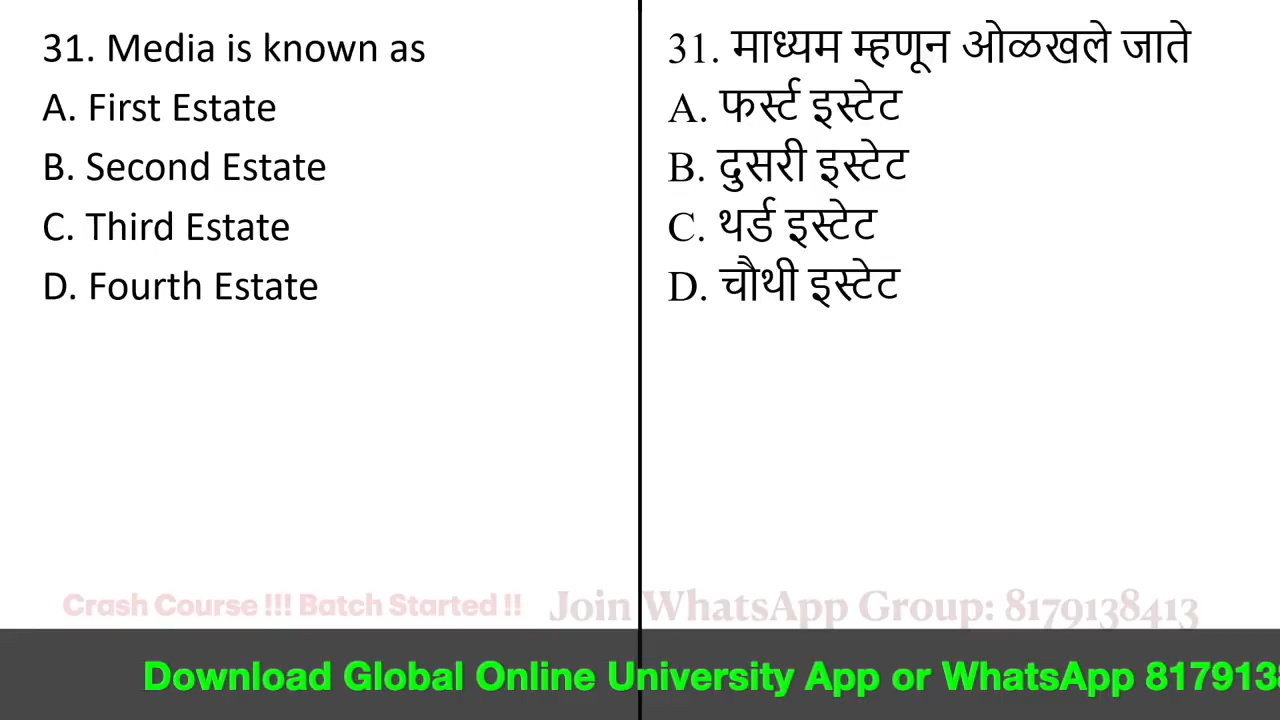 31. Media is known as
A. First Estate
B. Second Estate
C. Third Estate
D. Fourth Estate
31. माध्यम म्हणून ओळखले जाते
A. फर्स्ट इस्टेट
B. दुसरी इस्टेट
C. थर्ड इस्टेट
D. चौथी इस्टेट
Crash Course !!! Batch Started !! Join WhatsApp Group: 8179138413
Download Global Online University App or WhatsApp 817913